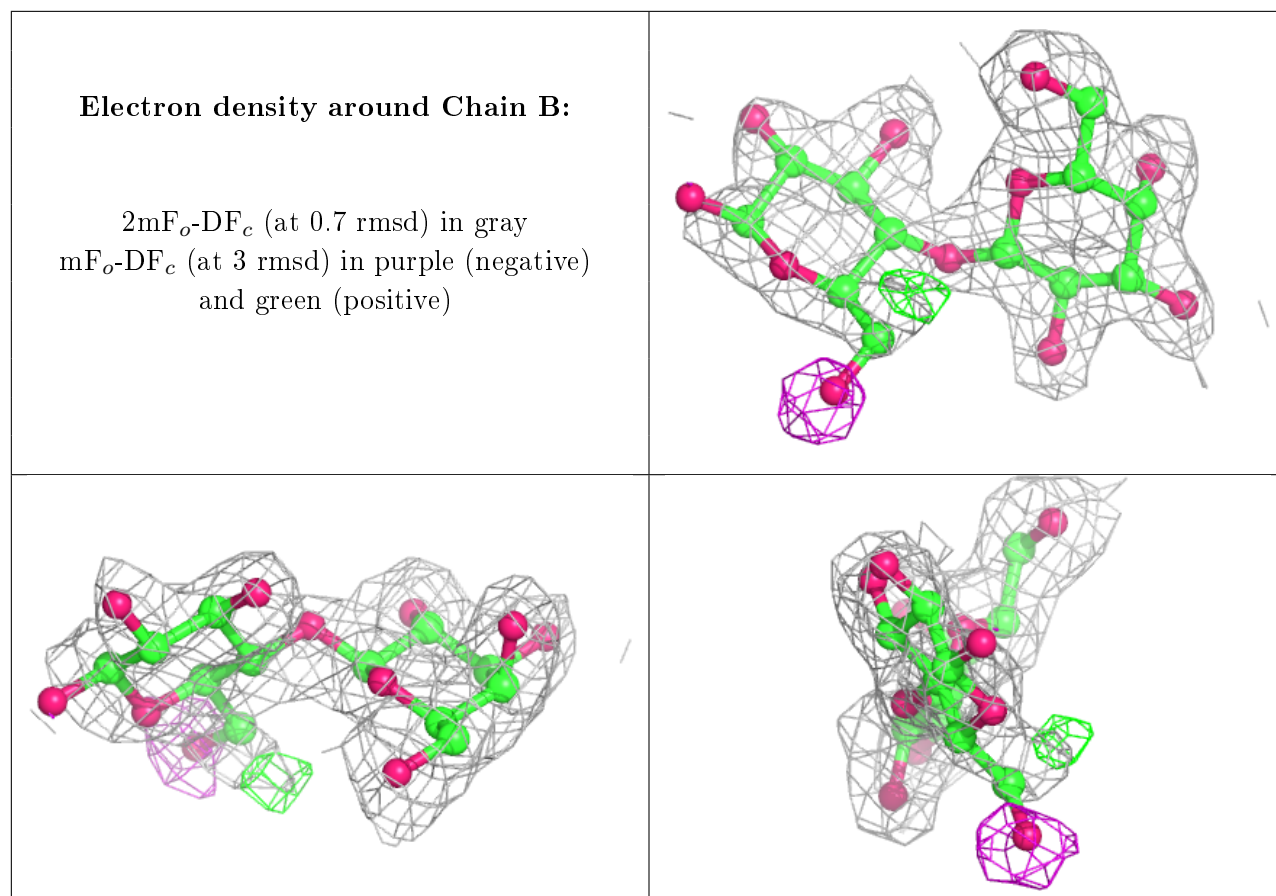 Electron density around Chain B:
2mFₒ-DF𝒸 (at 0.7 rmsd) in gray
mFₒ-DF𝒸 (at 3 rmsd) in purple (negative)
and green (positive)